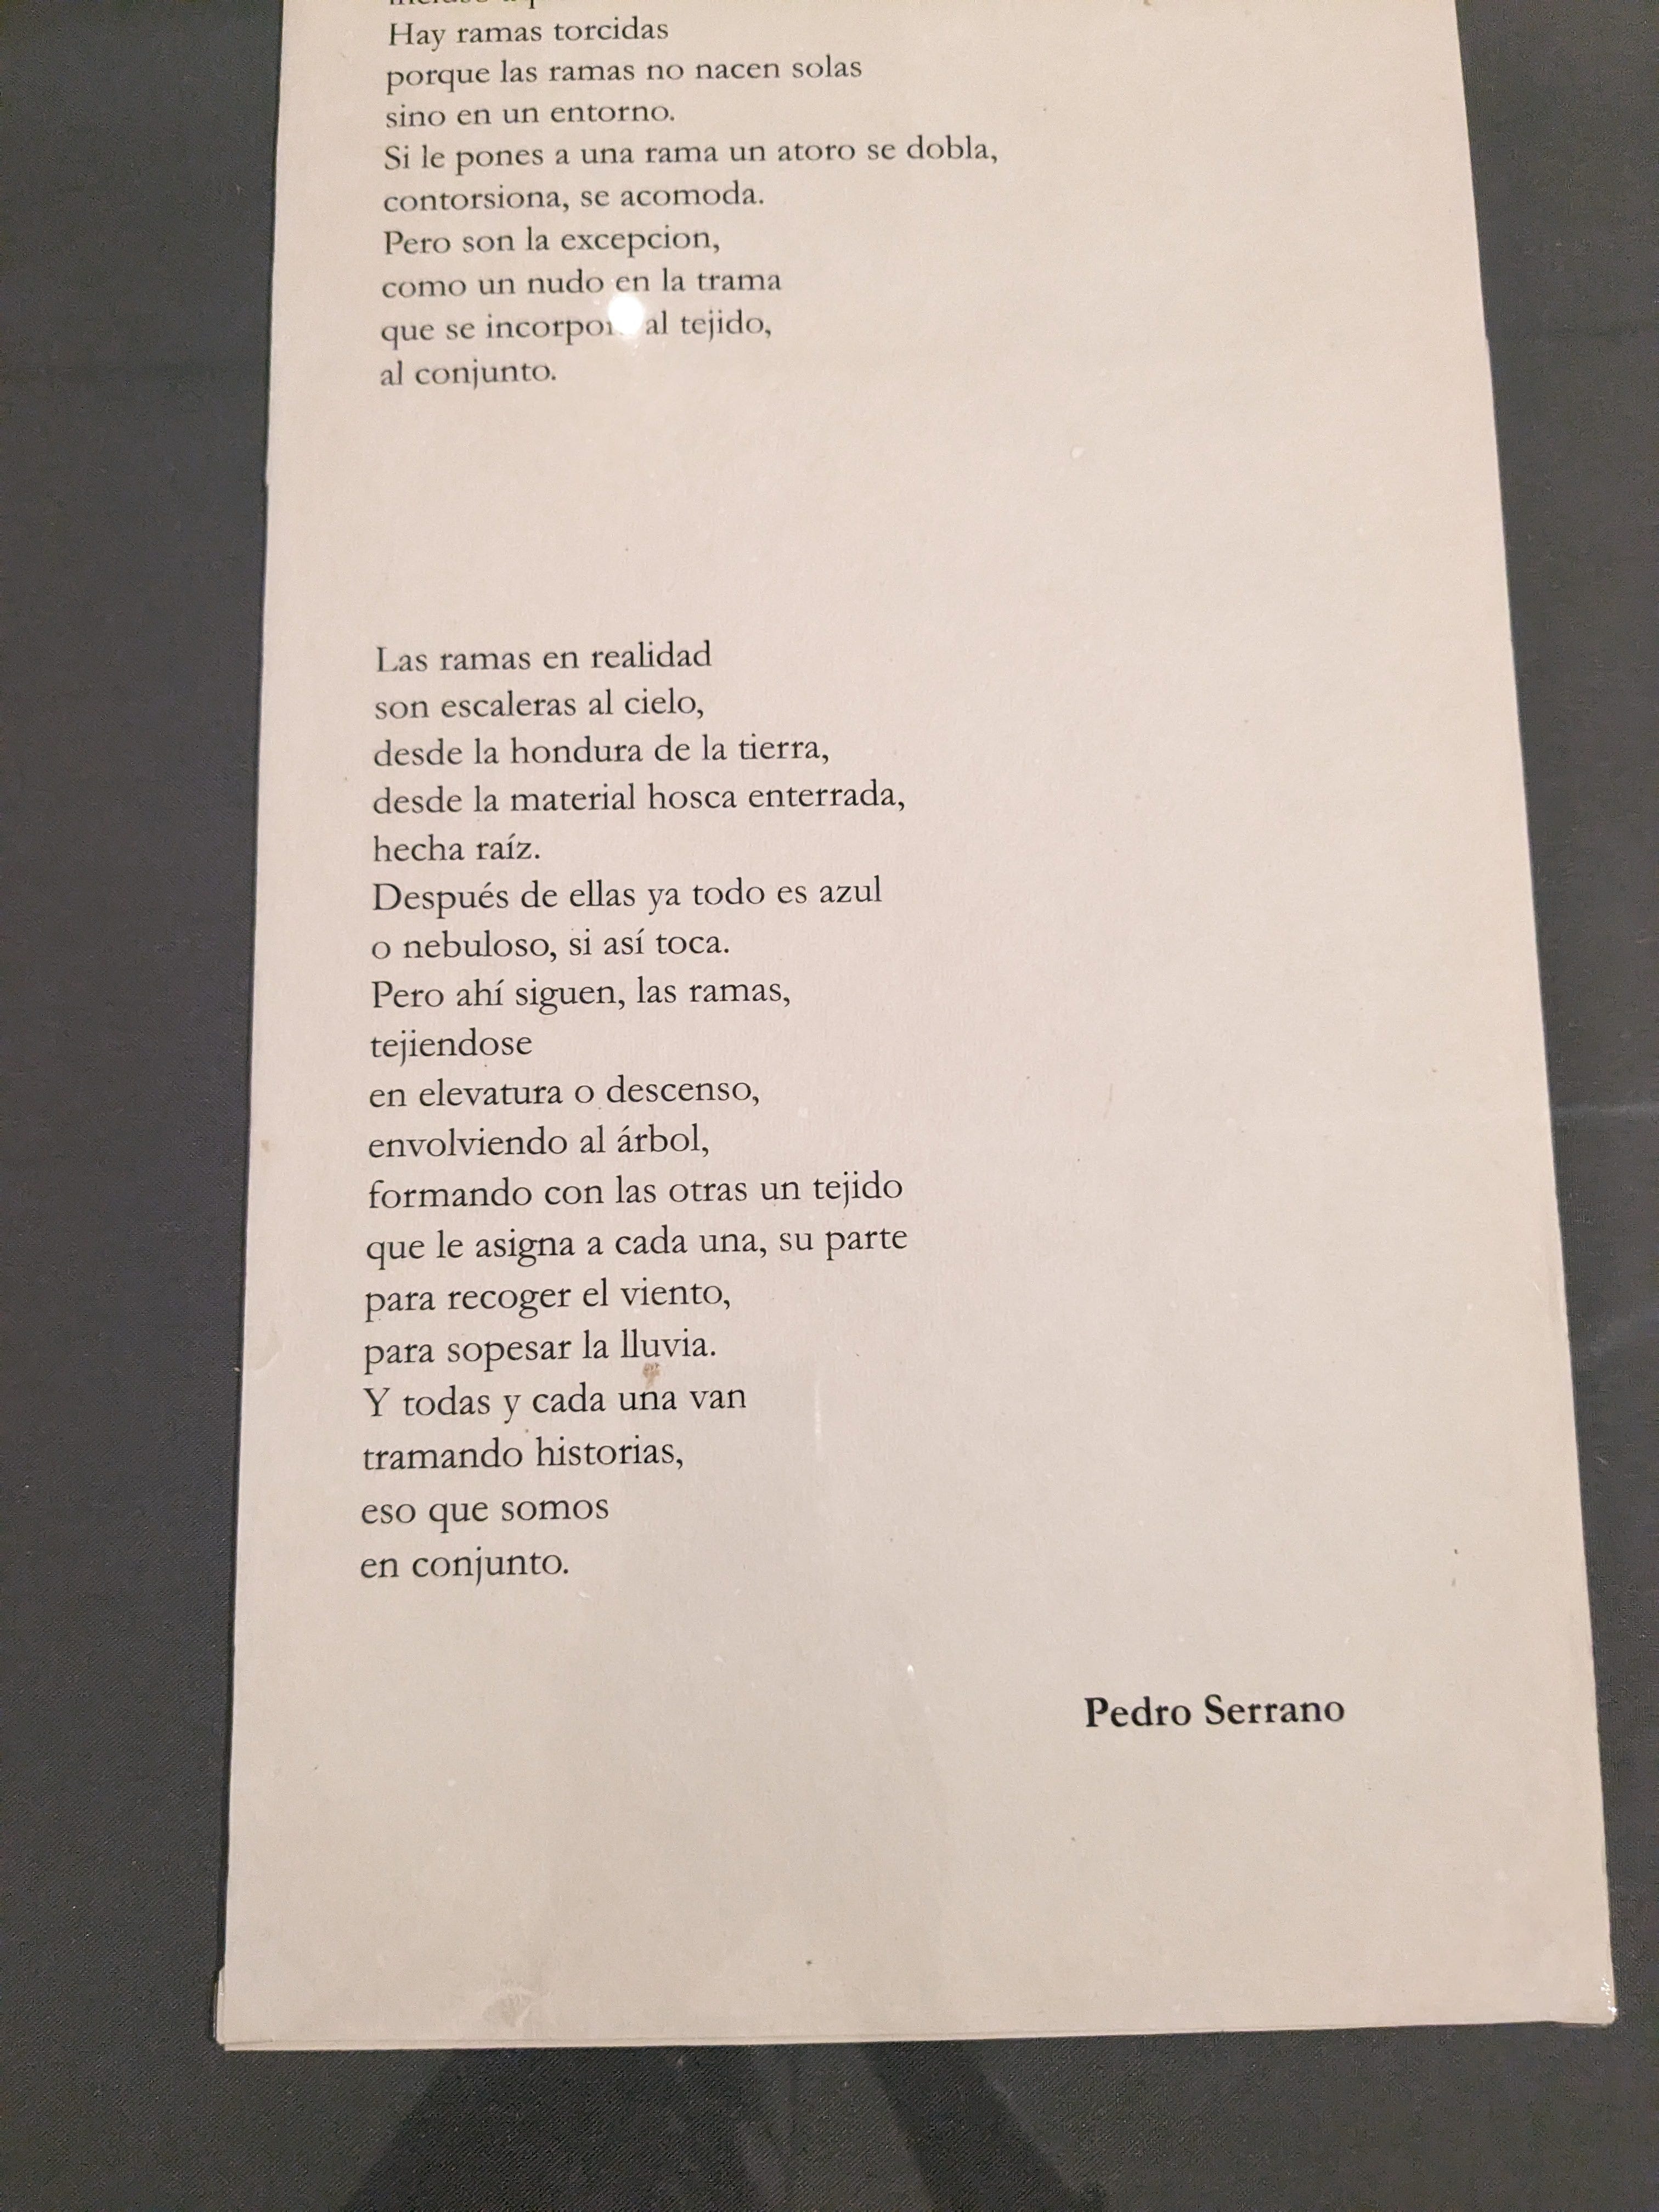 Hay ramas torcidas
porque las ramas no nacen solas
sino en un entorno.
Si le pones a una rama un atoro se dobla,
contorsiona, se acomoda.
Pero son la excepcion,
como un nudo en la trama
que se al tejido,
al conjunto.
Las ramas en realidad
son escaleras al cielo,
desde la hondura de la tierra,
desde la material hosca enterrada,
hecha raíz.
Después de ellas ya todo es azul
o nebuloso, si así toca.
Pero ahí siguen, las ramas,
tejiendose
en elevatura o descenso,
envolviendo al árbol,
formando con las otras un tejido
que le asigna a cada una, su parte
para recoger el viento,
para sopesar la lluvia.
Y todas y cada una van
tramando historias,
eso que somos
en conjunto.
Pedro Serrano